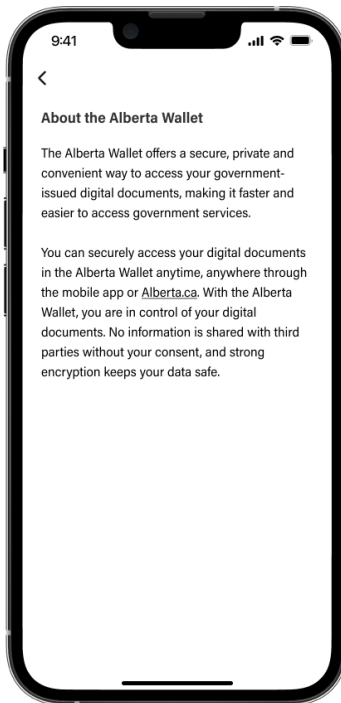 9:41
About the Alberta Wallet
The Alberta Wallet offers a secure, private and
convenient way to access your government-
issued digital documents, making it faster and
easier to access government services.
You can securely access your digital documents
in the Alberta Wallet anytime, anywhere through
the mobile app or Alberta.ca. With the Alberta
Wallet, you are in control of your digital
documents. No information is shared with third
parties without your consent, and strong
encryption keeps your data safe.